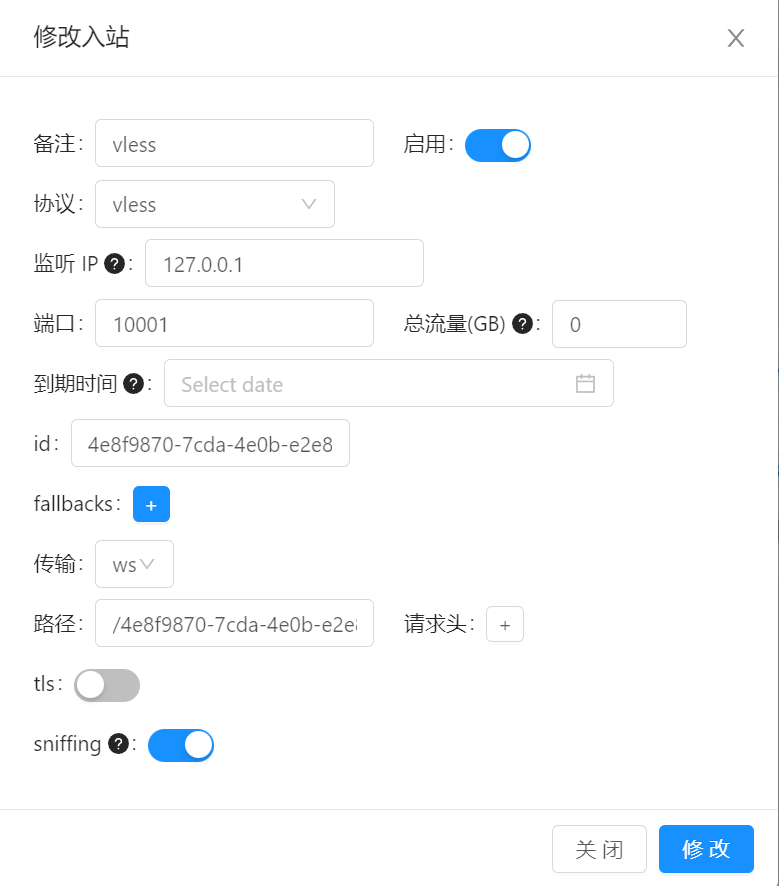 修改入站
备注: vless 启用:
协议: vless
监听 IP ?: 127.0.0.1
端口: 10001 总流量(GB) ?: 0
到期时间 ?: Select date
id: 4e8f9870-7cda-4e0b-e2e8
fallbacks: +
传输: ws
路径: /4e8f9870-7cda-4e0b-e2e 请求头: +
tls:
sniffing ?:
关 闭 修 改